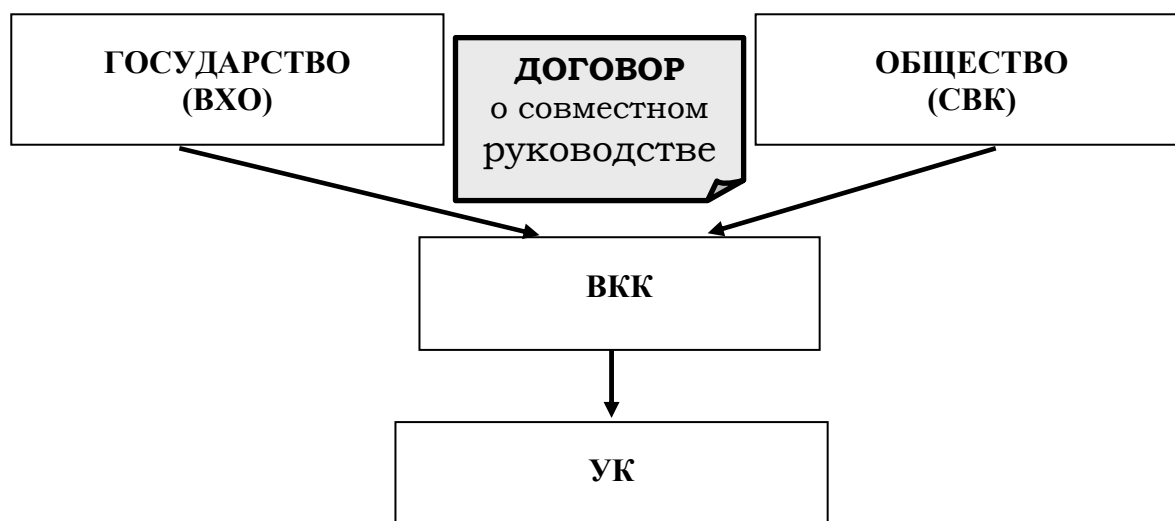 ГОСУДАРСТВО
(ВХО)
ДОГОВОР
о совместном
руководстве
ОБЩЕСТВО
(СВК)
ВКК
УК